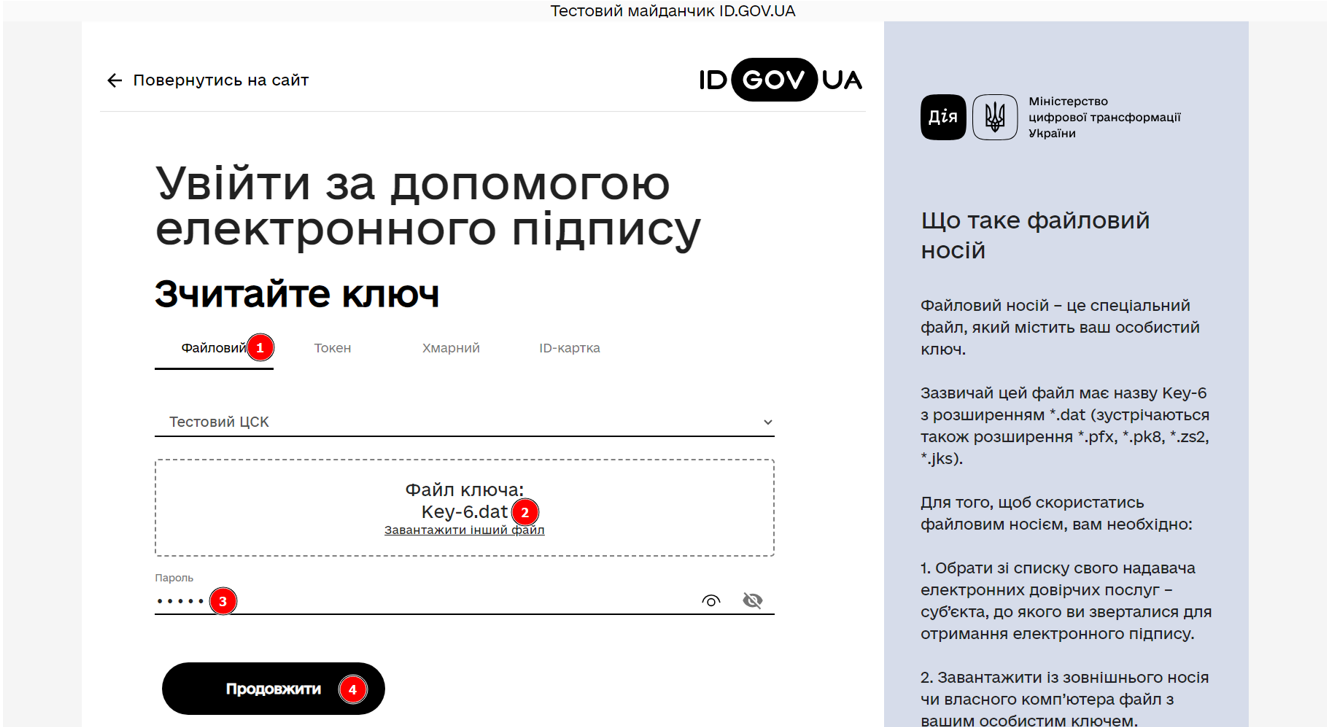 Тестовий майданчик ID.GOV.UA
← Повернутись на сайт
ID GOV UA
Увійти за допомогою
електронного підпису
Зчитайте ключ
Файловий 1 Токен Хмарний ID-картка
Тестовий ЦСК
Файл ключа:
Key-6.dat 2
Завантажити інший файл
Пароль
••••• 3
Продовжити 4
Дія
Міністерство
цифрової трансформації
України
Що таке файловий
носій
Файловий носій – це спеціальний
файл, який містить ваш особистий
ключ.
Зазвичай цей файл має назву Key-6
з розширенням *.dat (зустрічаються
також розширення *.pfx, *.pk8, *.zs2,
*.jks).
Для того, щоб скористатись
файловим носієм, вам необхідно:
1. Обрати зі списку свого надавача
електронних довірчих послуг –
суб’єкта, до якого ви зверталися для
отримання електронного підпису.
2. Завантажити із зовнішнього носія
чи власного комп’ютера файл з
вашим особистим ключем.